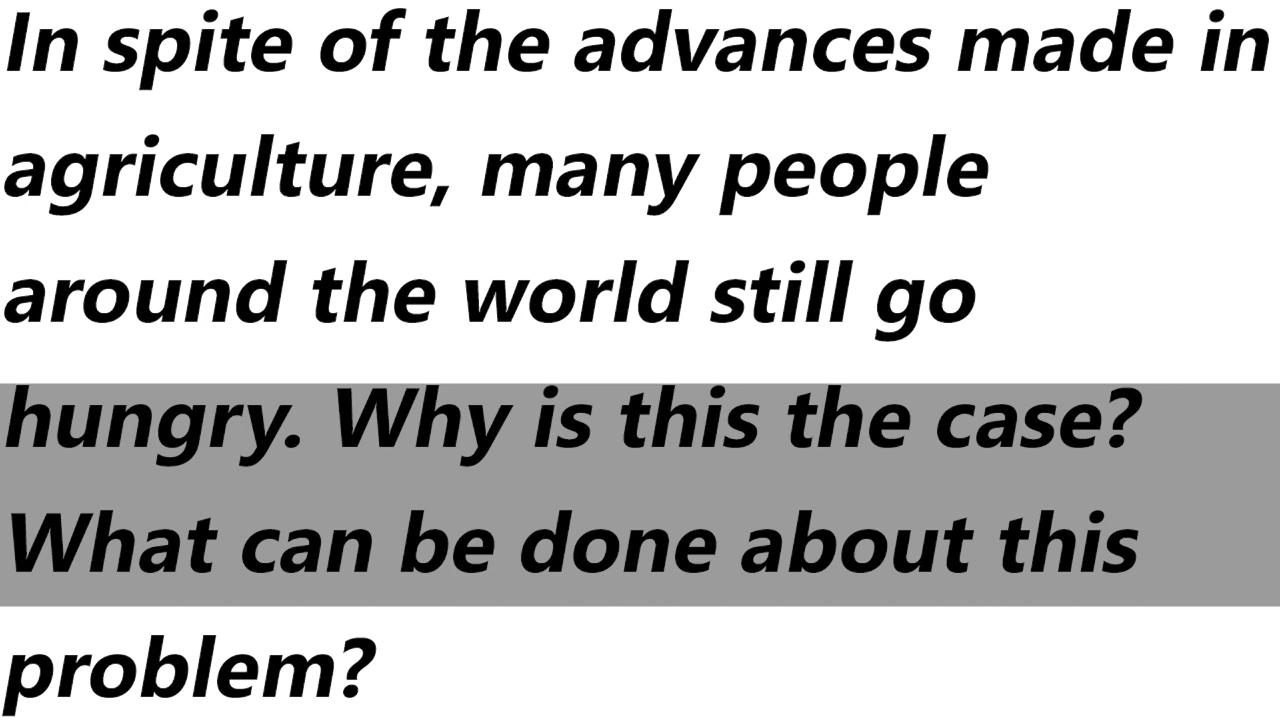 In spite of the advances made in
agriculture, many people
around the world still go
hungry. Why is this the case?
What can be done about this
problem?